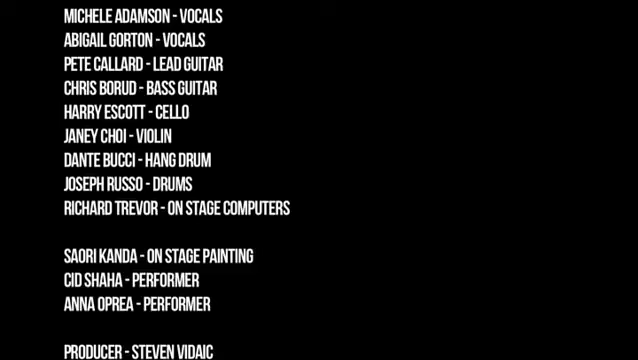 MICHELE ADAMSON - VOCALS
ABIGAIL GORTON - VOCALS
PETE CALLARD - LEAD GUITAR
CHRIS BORUD - BASS GUITAR
HARRY ESCOTT - CELLO
JANEY CHOI - VIOLIN
DANTE BUCCI - HANG DRUM
JOSEPH RUSSO - DRUMS
RICHARD TREVOR - ON STAGE COMPUTERS
SAORI KANDA - ON STAGE PAINTING
CID SHAHA - PERFORMER
ANNA OPREA - PERFORMER
PRODUCER - STEVEN VIDAIC